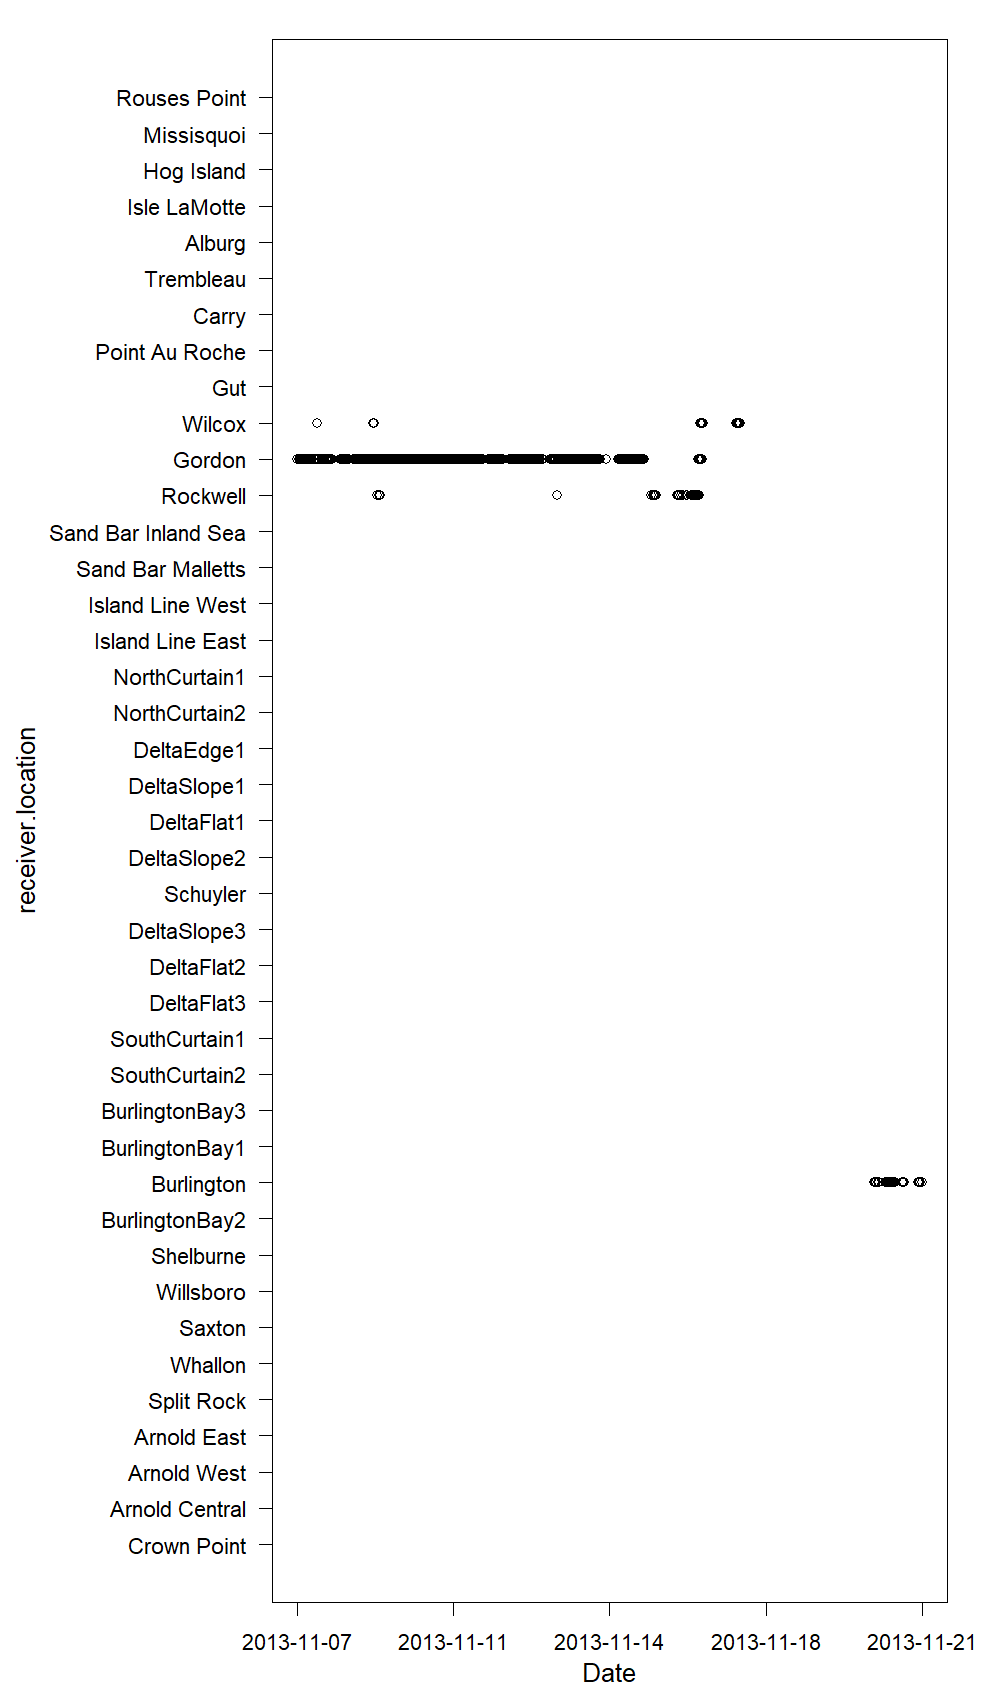 Rouses Point
Missisquoi
Hog Island
Isle LaMotte
Alburg
Trembleau
Carry
Point Au Roche
Gut
Wilcox
Gordon
Rockwell
Sand Bar Inland Sea
Sand Bar Malletts
Island Line West
Island Line East
NorthCurtain1
NorthCurtain2
DeltaEdge1
DeltaSlope1
DeltaFlat1
DeltaSlope2
Schuyler
DeltaSlope3
DeltaFlat2
DeltaFlat3
SouthCurtain1
SouthCurtain2
BurlingtonBay3
BurlingtonBay1
Burlington
BurlingtonBay2
Shelburne
Willsboro
Saxton
Whallon
Split Rock
Arnold East
Arnold West
Arnold Central
Crown Point
receiver.location
2013-11-07 2013-11-11 2013-11-14 2013-11-18 2013-11-21
Date